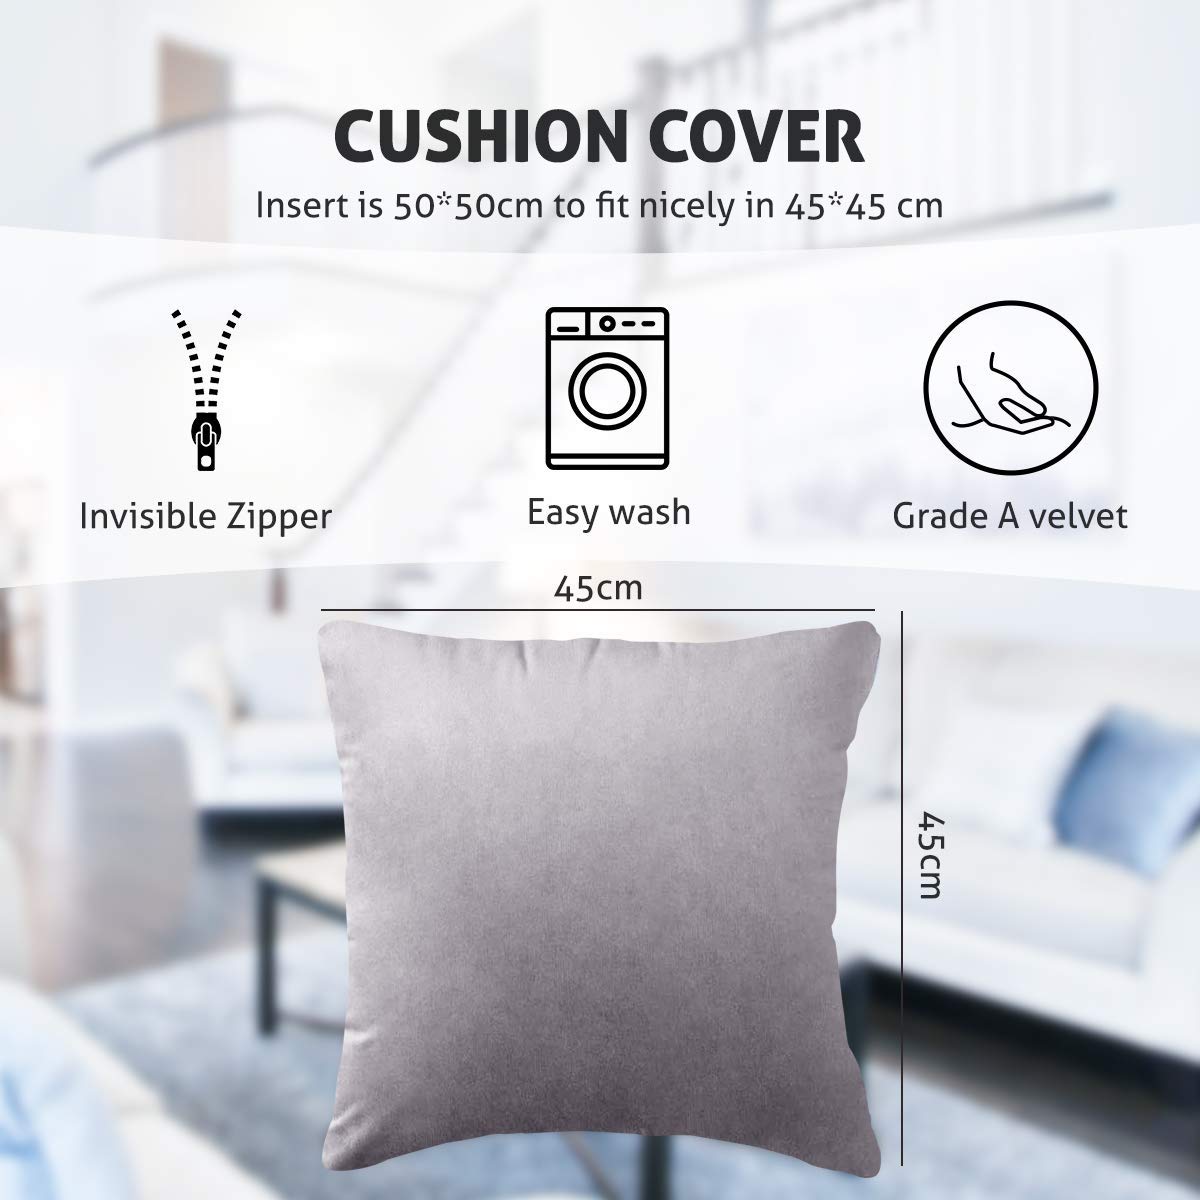 CUSHION COVER
Insert is 50*50cm to fit nicely in 45*45 cm
Invisible Zipper
Easy wash
Grade A velvet
45cm
45cm